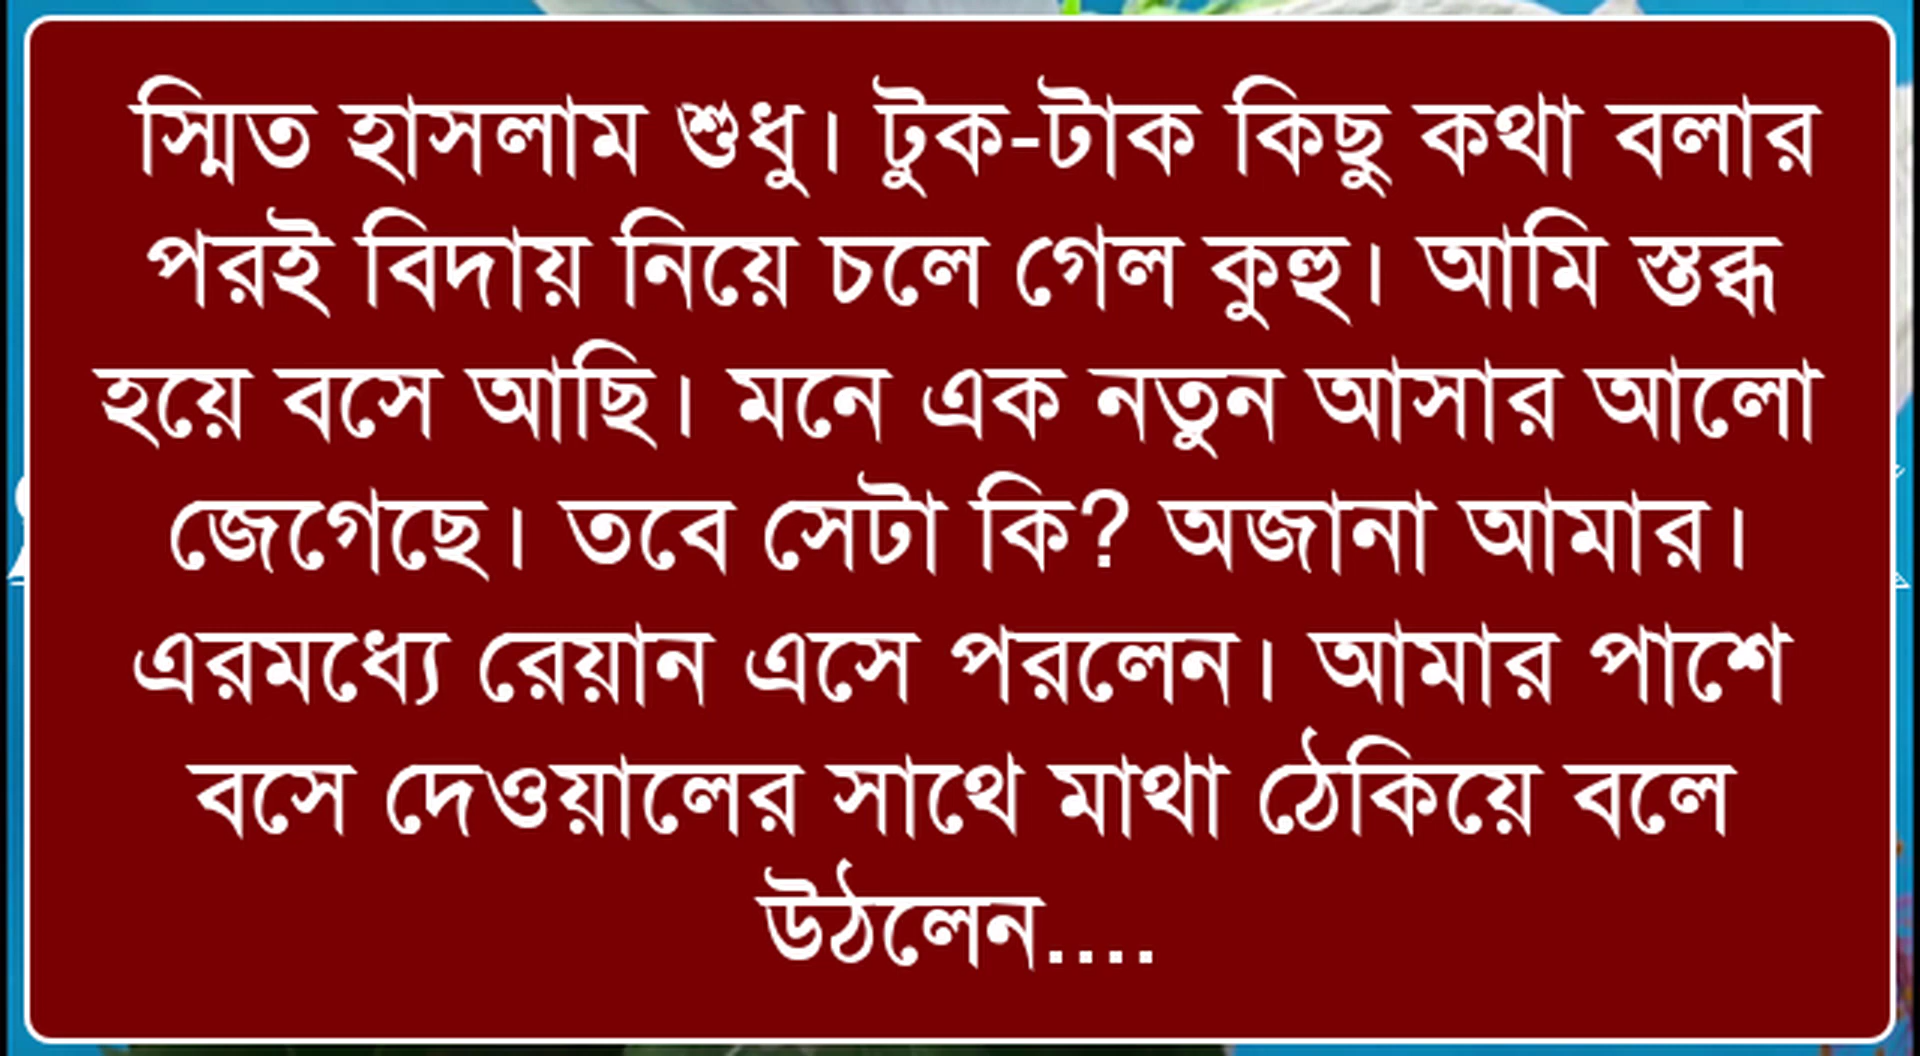 স্মিত হাসলাম শুধু। টুক-টাক কিছু কথা বলার
পরই বিদায় নিয়ে চলে গেল কুহু। আমি স্তব্ধ
হয়ে বসে আছি। মনে এক নতুন আসার আলো
জেগেছে। তবে সেটা কি? অজানা আমার।
এরমধ্যে রেয়ান এসে পরলেন। আমার পাশে
বসে দেওয়ালের সাথে মাথা ঠেকিয়ে বলে
উঠলেন....